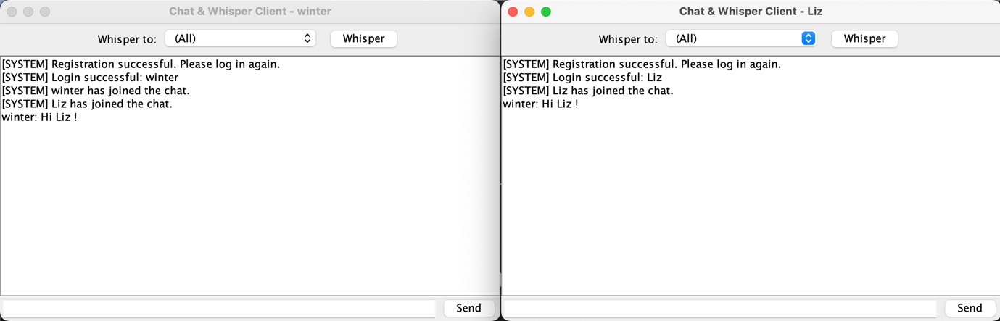 Chat & Whisper Client - winter
Whisper to: (All) Whisper
[SYSTEM] Registration successful. Please log in again.
[SYSTEM] Login successful: winter
[SYSTEM] winter has joined the chat.
[SYSTEM] Liz has joined the chat.
winter: Hi Liz !
Send
Chat & Whisper Client - Liz
Whisper to: (All) Whisper
[SYSTEM] Registration successful. Please log in again.
[SYSTEM] Login successful: Liz
[SYSTEM] Liz has joined the chat.
winter: Hi Liz !
Send